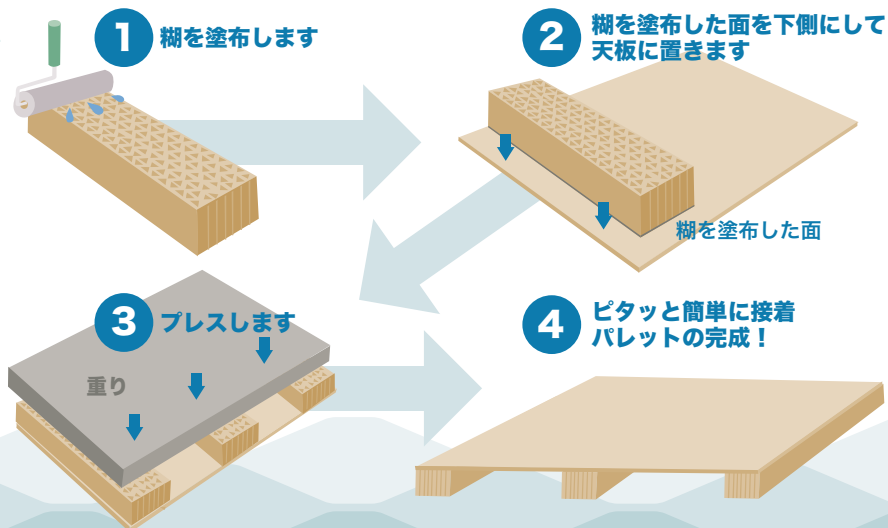 1 糊を塗布します
2 糊を塗布した面を下側にして
天板に置きます
糊を塗布した面
3 プレスします
重り
4 ピタッと簡単に接着
パレットの完成！